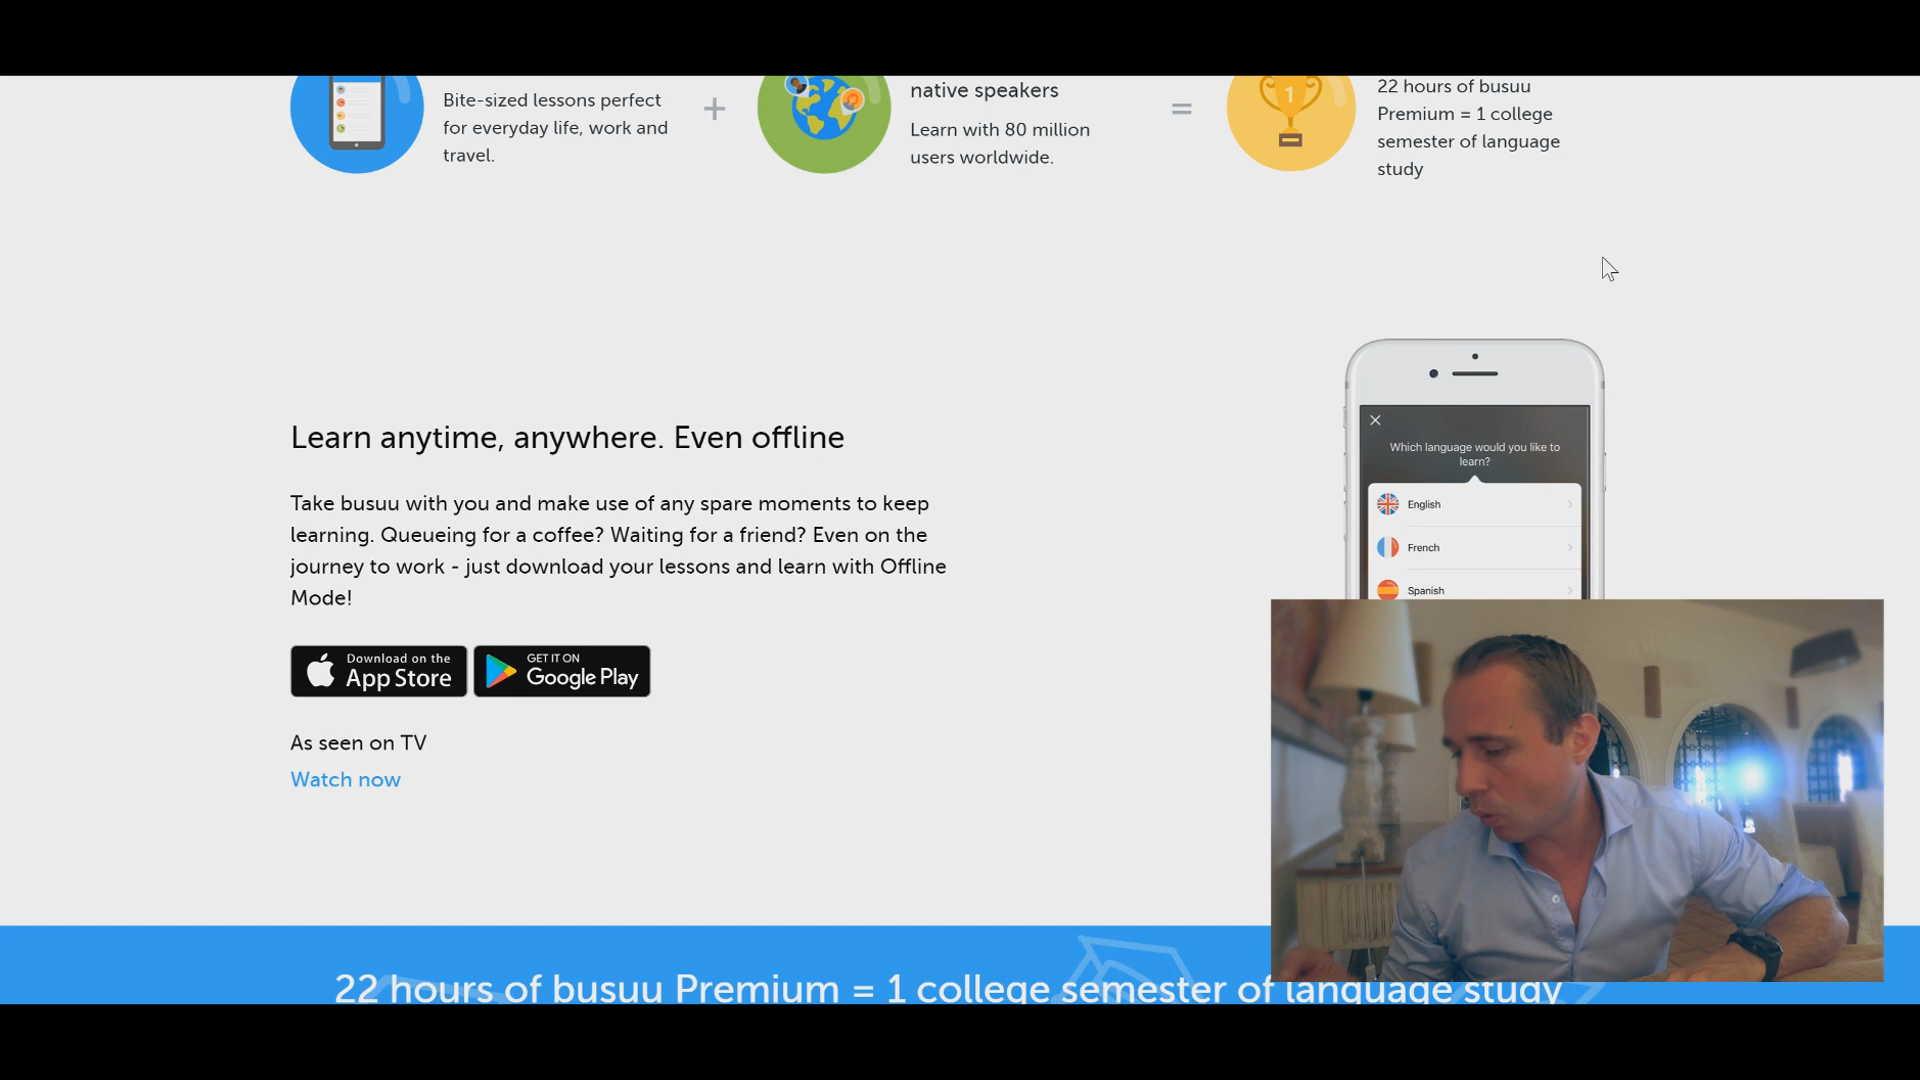 Bite-sized lessons perfect
for everyday life, work and
travel.
+
native speakers
Learn with 80 million
users worldwide.
=
1
22 hours of busuu
Premium = 1 college
semester of language
study
Learn anytime, anywhere. Even offline
Take busuu with you and make use of any spare moments to keep
learning. Queueing for a coffee? Waiting for a friend? Even on the
journey to work - just download your lessons and learn with Offline
Mode!
Download on the
App Store
GET IT ON
Google Play
As seen on TV
Watch now
Which language would you like to
learn?
English
French
Spanish
22 hours of busuu Premium = 1 college semester of language study